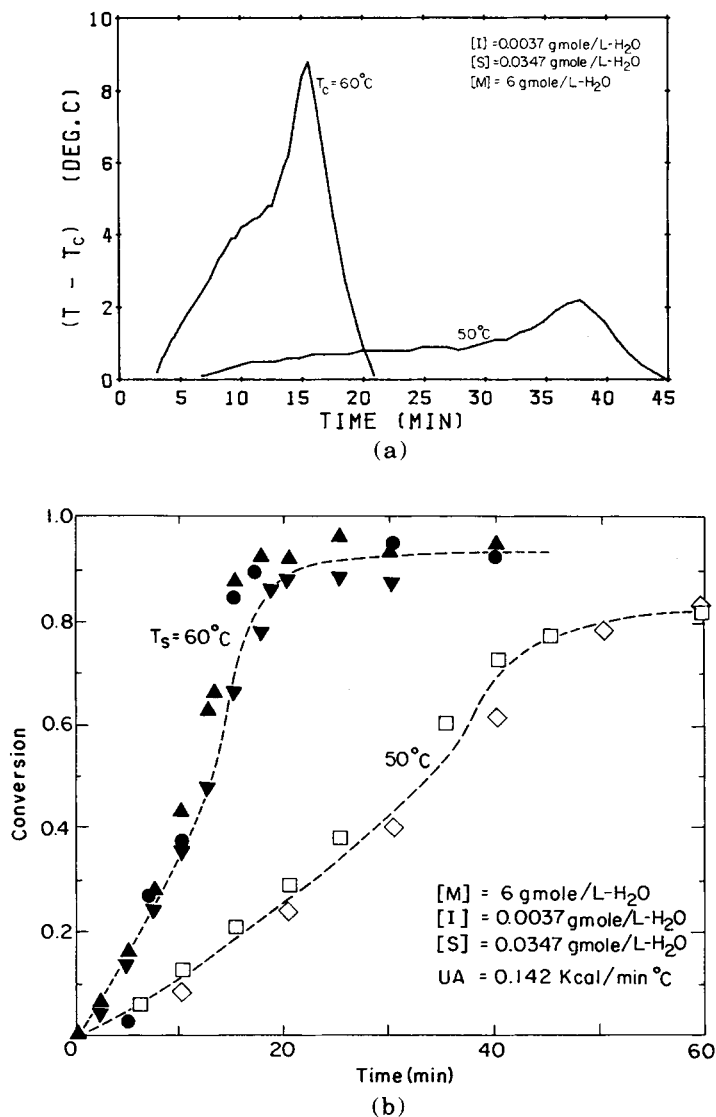 [I] = 0.0037 gmole/L-H₂O
[S] = 0.0347 gmole/L-H₂O
[M] = 6 gmole/L-H₂O
T_C = 60°C
50°C
(T - T_C) (DEG.C)
10
8
6
4
2
0
0 5 10 15 20 25 30 35 40 45
TIME (MIN)
(a)
1.0
0.8
0.6
0.4
0.2
T_S = 60°C
50°C
Conversion
[M] = 6 gmole/L-H₂O
[I] = 0.0037 gmole/L-H₂O
[S] = 0.0347 gmole/L-H₂O
UA = 0.142 Kcal/min°C
0 20 40 60
Time (min)
(b)